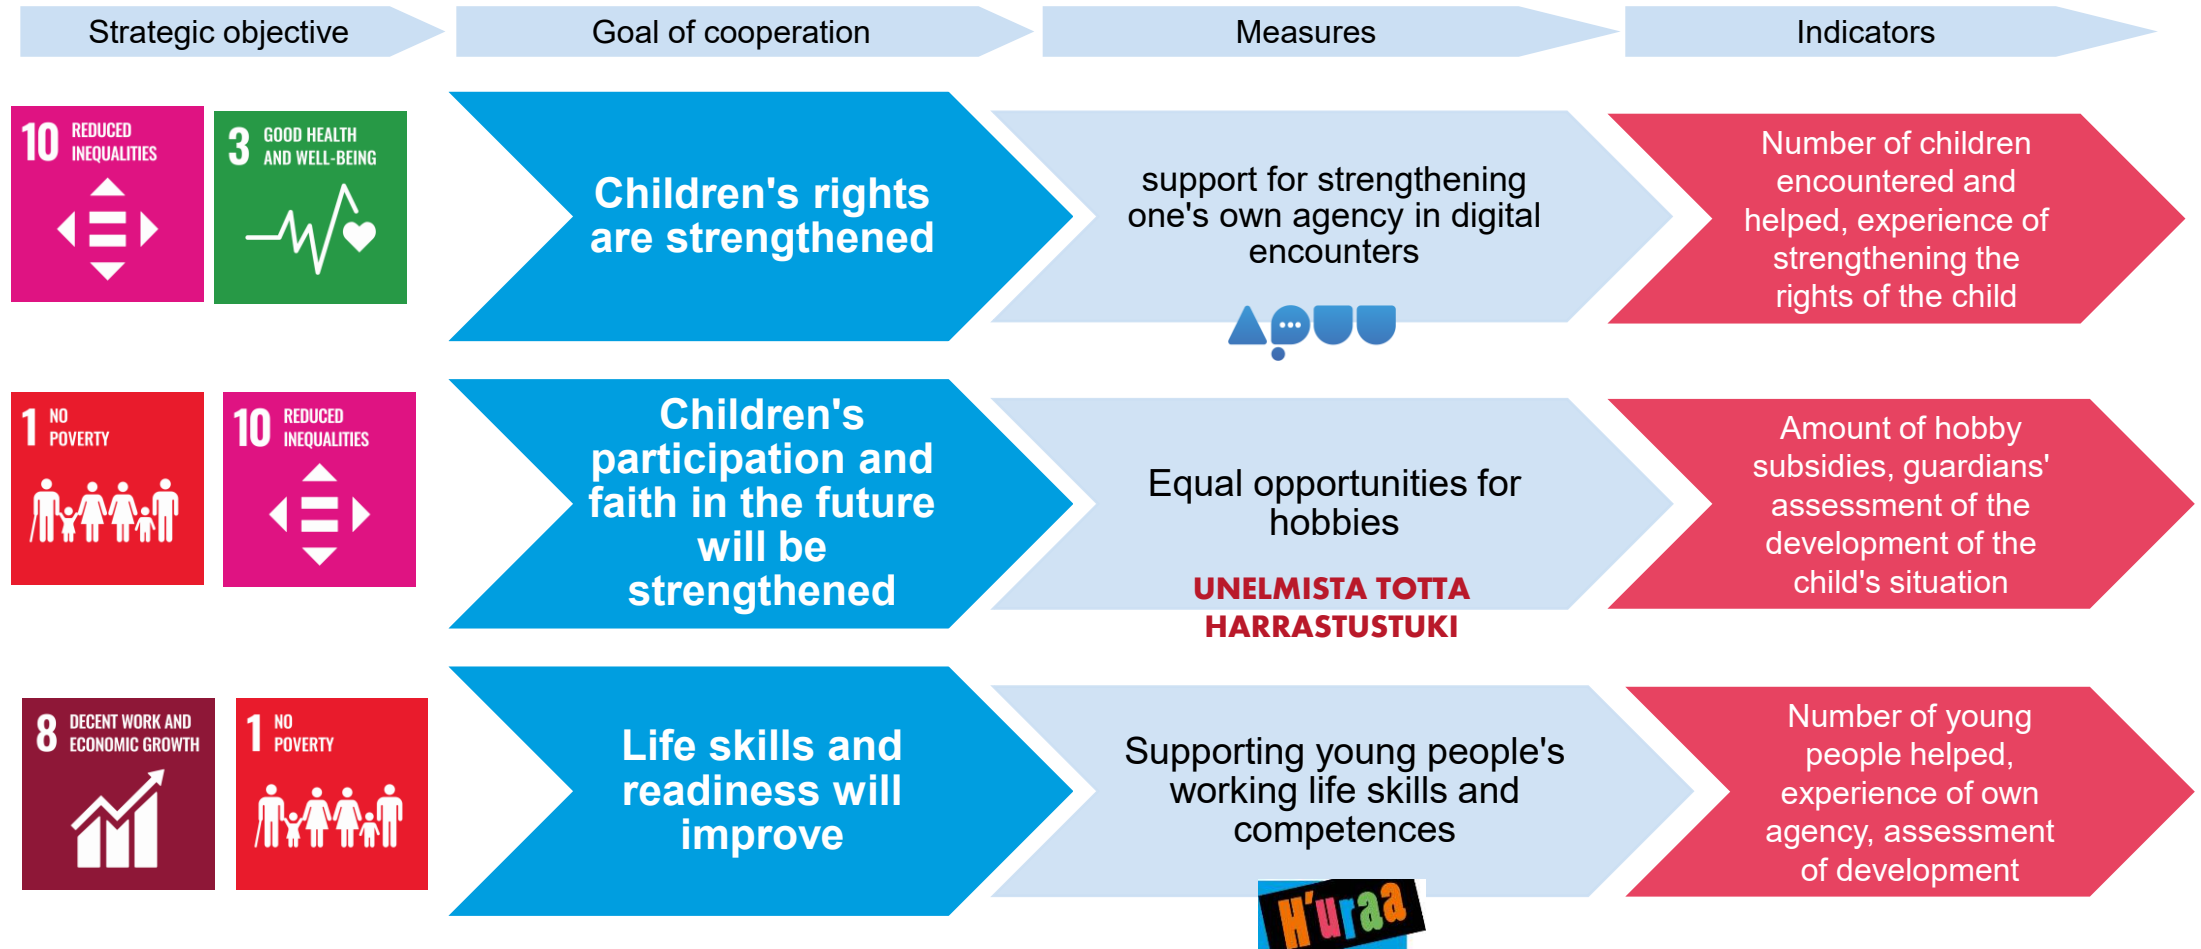 Strategic objective
Goal of cooperation
Measures
Indicators
10 REDUCED
INEQUALITIES
3 GOOD HEALTH
AND WELL-BEING
Children's rights
are strengthened
support for strengthening
one's own agency in digital
encounters
APUU
Number of children
encountered and
helped, experience of
strengthening the
rights of the child
1 NO
POVERTY
10 REDUCED
INEQUALITIES
Children's
participation and
faith in the future
will be
strengthened
Equal opportunities for
hobbies
UNELMISTA TOTTA
HARRASTUSTUKI
Amount of hobby
subsidies, guardians'
assessment of the
development of the
child's situation
8 DECENT WORK AND
ECONOMIC GROWTH
1 NO
POVERTY
Life skills and
readiness will
improve
Supporting young people's
working life skills and
competences
H'uraa
Number of young
people helped,
experience of own
agency, assessment
of development